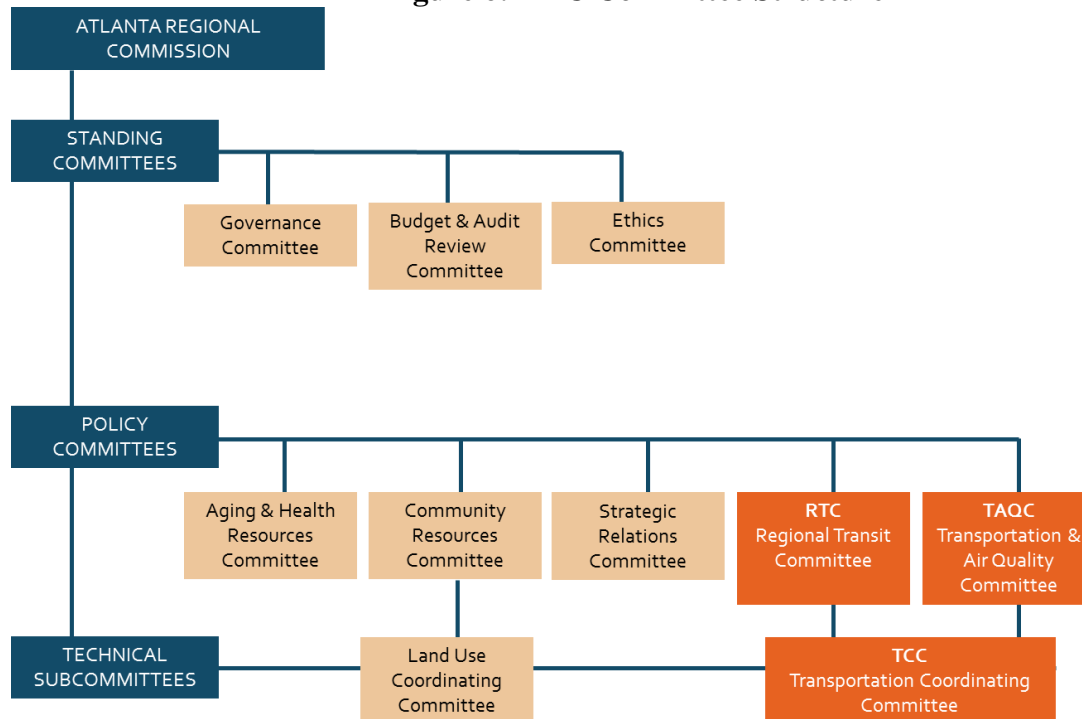 ATLANTA REGIONAL
COMMISSION
STANDING
COMMITTEES
Governance
Committee
Budget & Audit
Review
Committee
Ethics
Committee
POLICY
COMMITTEES
Aging & Health
Resources
Committee
Community
Resources
Committee
Strategic
Relations
Committee
RTC
Regional Transit
Committee
TAQC
Transportation &
Air Quality
Committee
TECHNICAL
SUBCOMMITTEES
Land Use
Coordinating
Committee
TCC
Transportation Coordinating
Committee